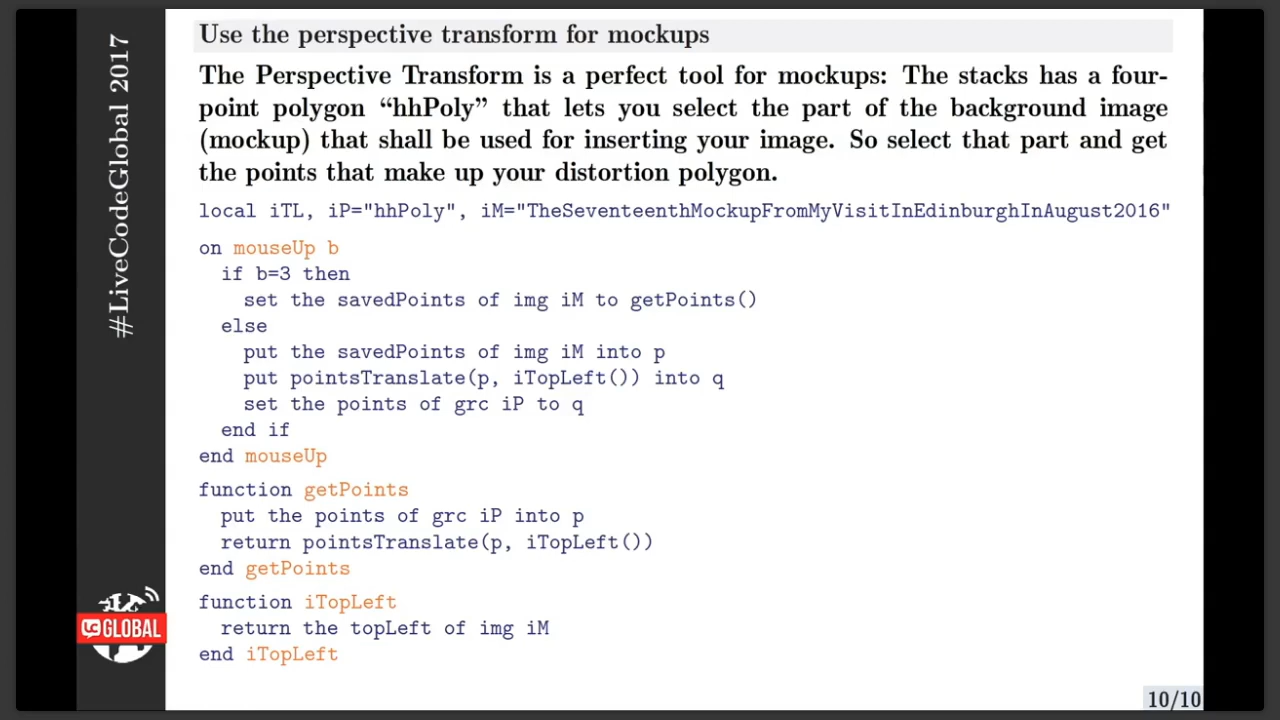 #LiveCodeGlobal 2017
Use the perspective transform for mockups
The Perspective Transform is a perfect tool for mockups: The stacks has a four-
point polygon “hhPoly” that lets you select the part of the background image
(mockup) that shall be used for inserting your image. So select that part and get
the points that make up your distortion polygon.
local iTL, iP="hhPoly", iM="TheSeventeenthMockupFromMyVisitInEdinburghInAugust2016"
on mouseUp b
if b=3 then
set the savedPoints of img iM to getPoints()
else
put the savedPoints of img iM into p
put pointsTranslate(p, iTopLeft()) into q
set the points of grc iP to q
end if
end mouseUp
function getPoints
put the points of grc iP into p
return pointsTranslate(p, iTopLeft())
end getPoints
function iTopLeft
return the topLeft of img iM
end iTopLeft
LC GLOBAL
10/10